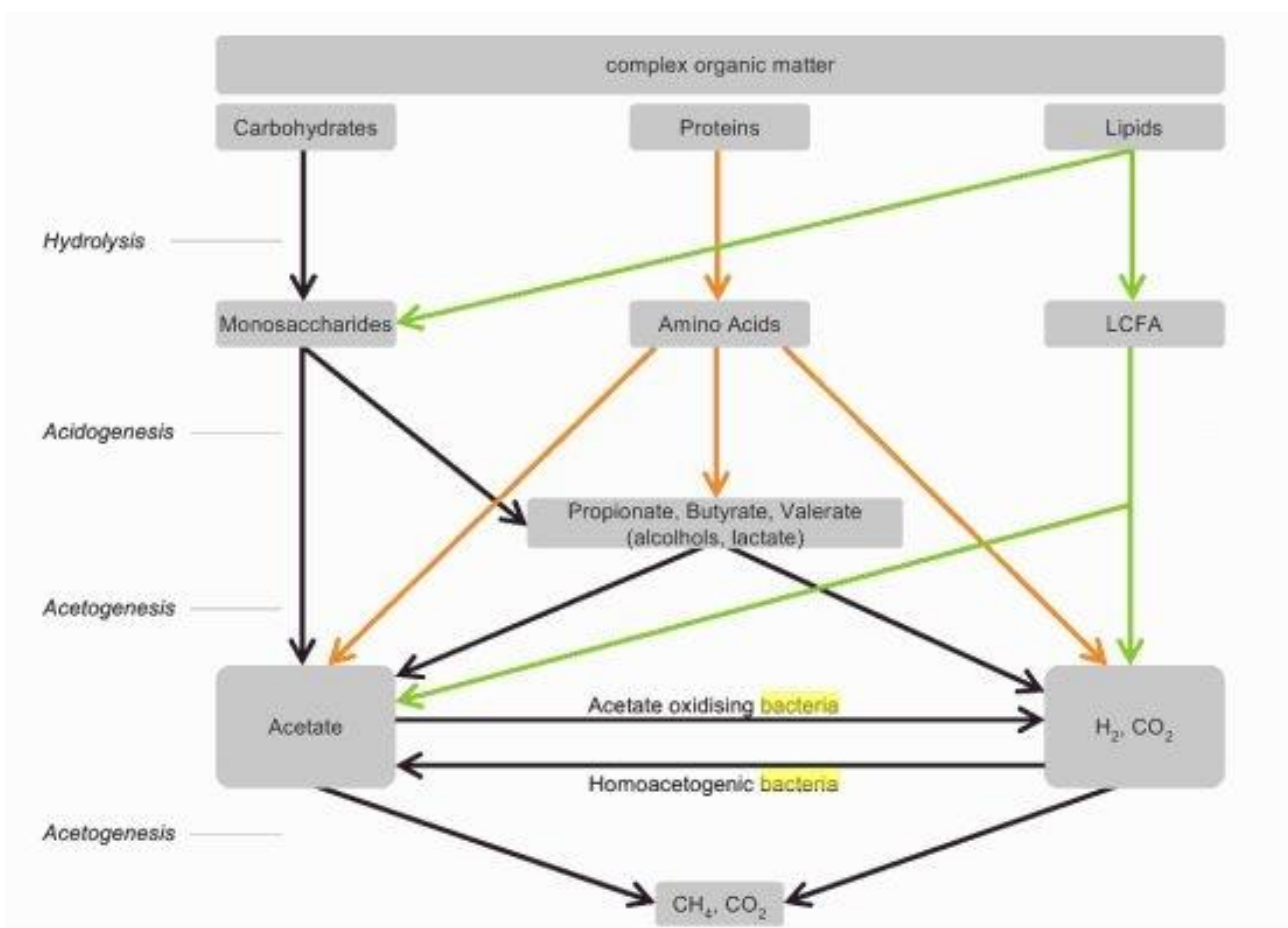 complex organic matter
Carbohydrates
Proteins
Lipids
Hydrolysis
Monosaccharides
Amino Acids
LCFA
Acidogenesis
Propionate, Butyrate, Valerate
(alcolhols, lactate)
Acetogenesis
Acetate oxidising bacteria
Acetate
H₂, CO₂
Homoacetogenic bacteria
Acetogenesis
CH₄, CO₂